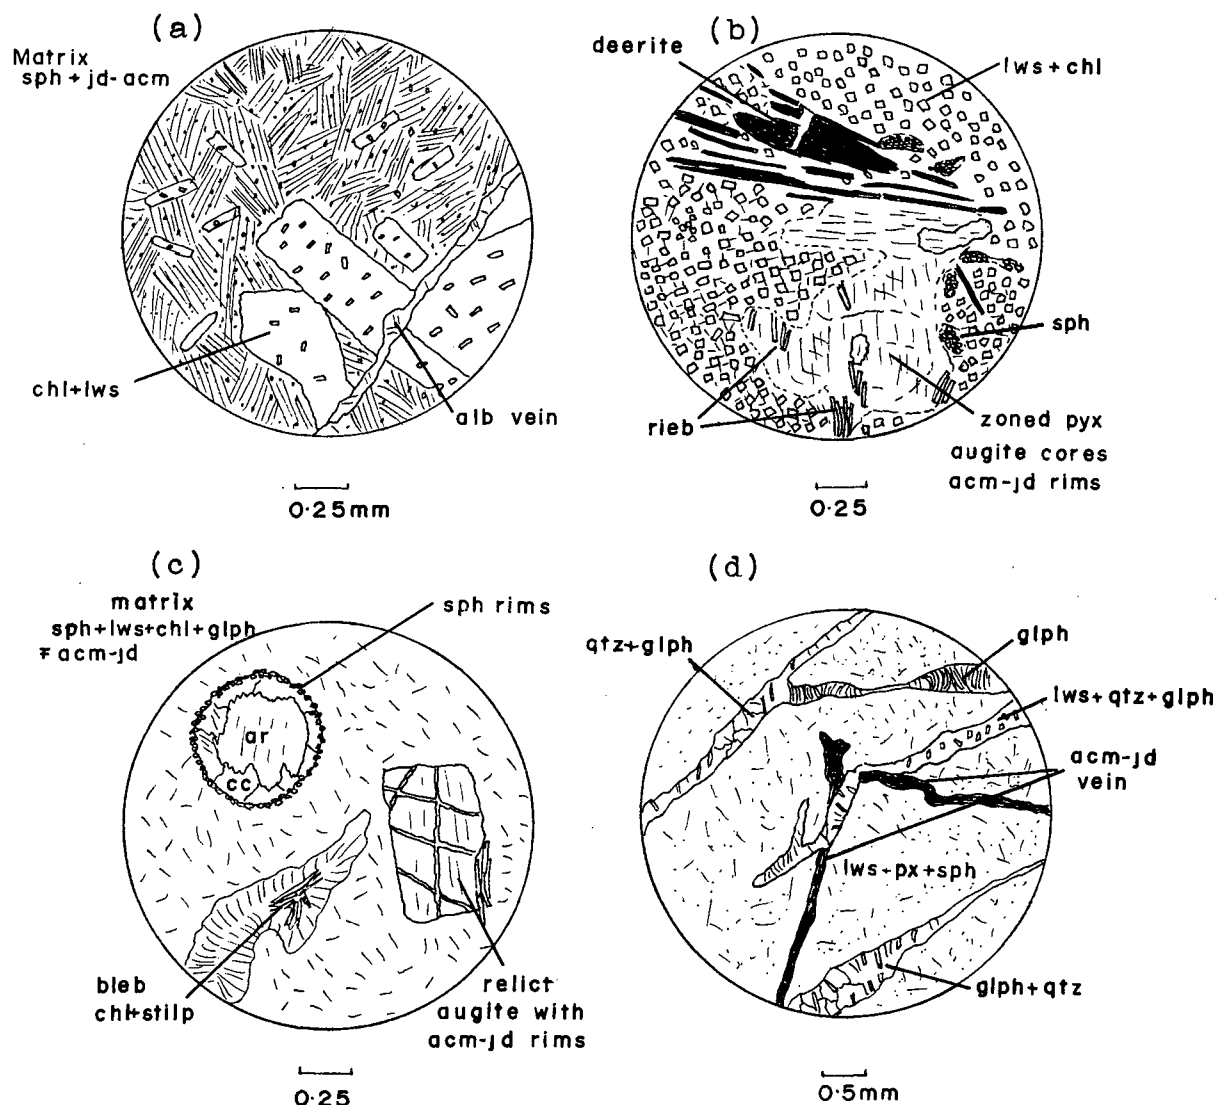 (a)
Matrix
sph + jd-acm
chl+lws
alb vein
0.25mm
(b)
deerite
lws+chl
sph
rieb
zoned pyx
augite cores
acm-jd rims
0.25
(c)
matrix
sph+lws+chl+glph
∓ acm-jd
sph rims
ar
cc
bleb
chl+stilp
relict
augite with
acm-jd rims
0.25
(d)
qtz+glph
glph
lws+qtz+glph
acm-jd
vein
lws-px+sph
glph+qtz
0.5mm